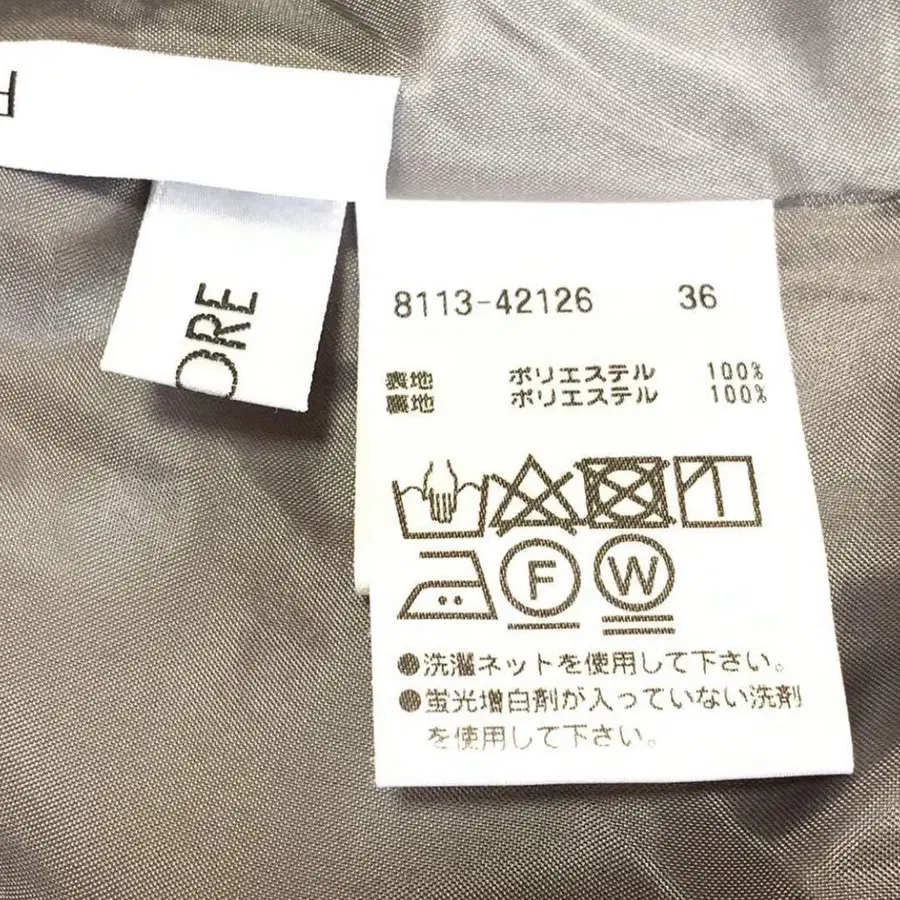 ORE
8113-42126 36
表地 ポリエステル 100%
裏地 ポリエステル 100%
F
W
●洗濯ネットを使用して下さい。
●蛍光増白剤が入っていない洗剤
を使用して下さい。